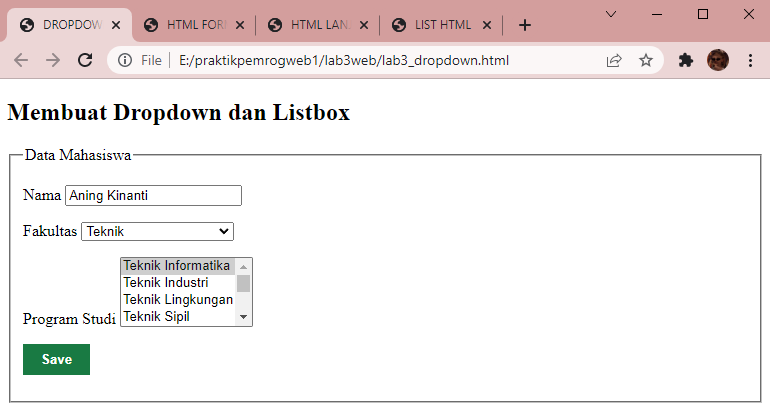 DROPDOW
HTML FOR
HTML LAN
LIST HTML
File E:/praktikpemrogweb1/lab3web/lab3_dropdown.html
Membuat Dropdown dan Listbox
Data Mahasiswa
Nama Aning Kinanti
Fakultas Teknik
Teknik Informatika
Teknik Industri
Teknik Lingkungan
Program Studi Teknik Sipil
Save